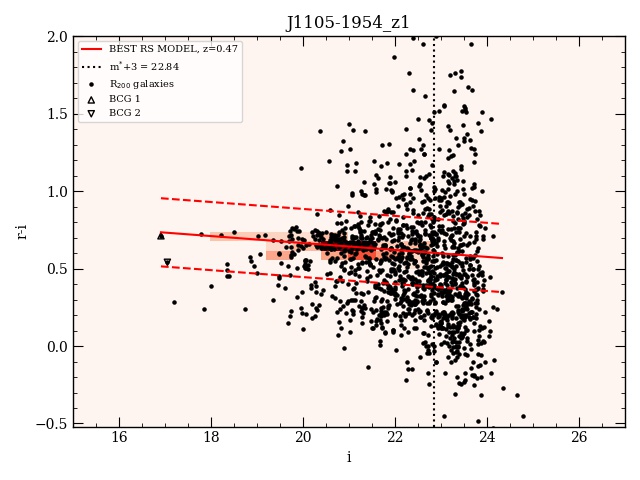 J1105-1954_z1
BEST RS MODEL, z=0.47
m*+3 = 22.84
R200 galaxies
BCG 1
BCG 2
2.0
1.5
1.0
0.5
0.0
−0.5
r-i
16 18 20 22 24 26
i